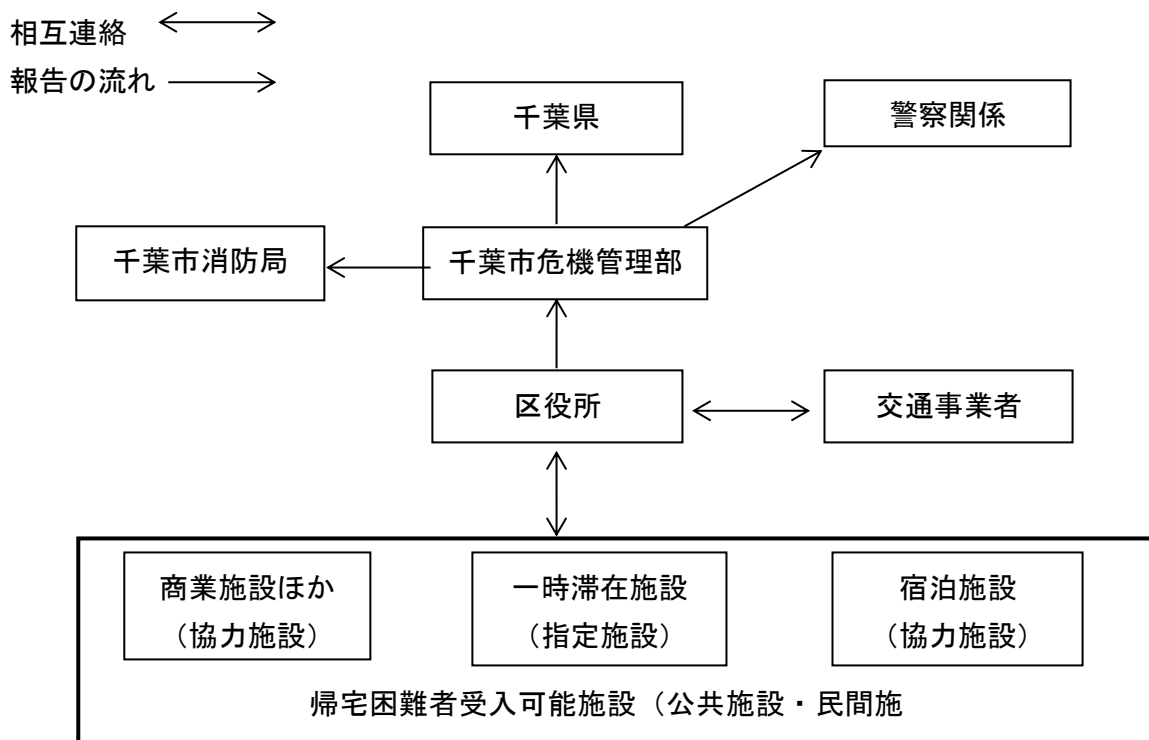 相互連絡
報告の流れ
千葉県
警察関係
千葉市消防局
千葉市危機管理部
区役所
交通事業者
商業施設ほか
(協力施設)
一時滞在施設
(指定施設)
宿泊施設
(協力施設)
帰宅困難者受入可能施設(公共施設・民間施